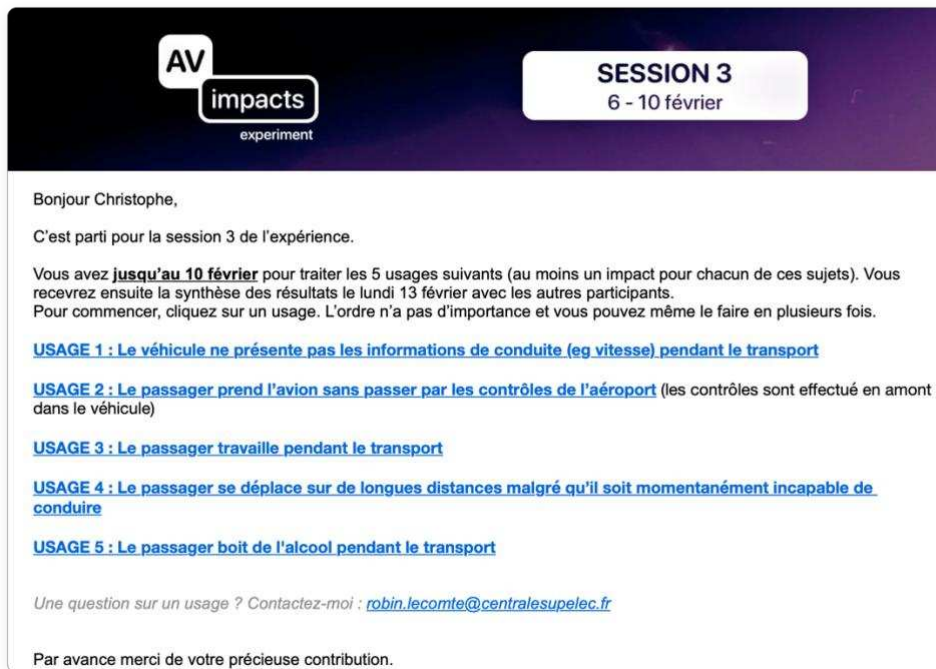 AV
impacts
experiment
SESSION 3
6 - 10 février
Bonjour Christophe,
C’est parti pour la session 3 de l’expérience.
Vous avez jusqu’au 10 février pour traiter les 5 usages suivants (au moins un impact pour chacun de ces sujets). Vous
recevrez ensuite la synthèse des résultats le lundi 13 février avec les autres participants.
Pour commencer, cliquez sur un usage. L’ordre n’a pas d’importance et vous pouvez même le faire en plusieurs fois.
USAGE 1 : Le véhicule ne présente pas les informations de conduite (eg vitesse) pendant le transport
USAGE 2 : Le passager prend l’avion sans passer par les contrôles de l’aéroport (les contrôles sont effectué en amont
dans le véhicule)
USAGE 3 : Le passager travaille pendant le transport
USAGE 4 : Le passager se déplace sur de longues distances malgré qu’il soit momentanément incapable de
conduire
USAGE 5 : Le passager boit de l'alcool pendant le transport
Une question sur un usage ? Contactez-moi : robin.lecomte@centralesupelec.fr
Par avance merci de votre précieuse contribution.